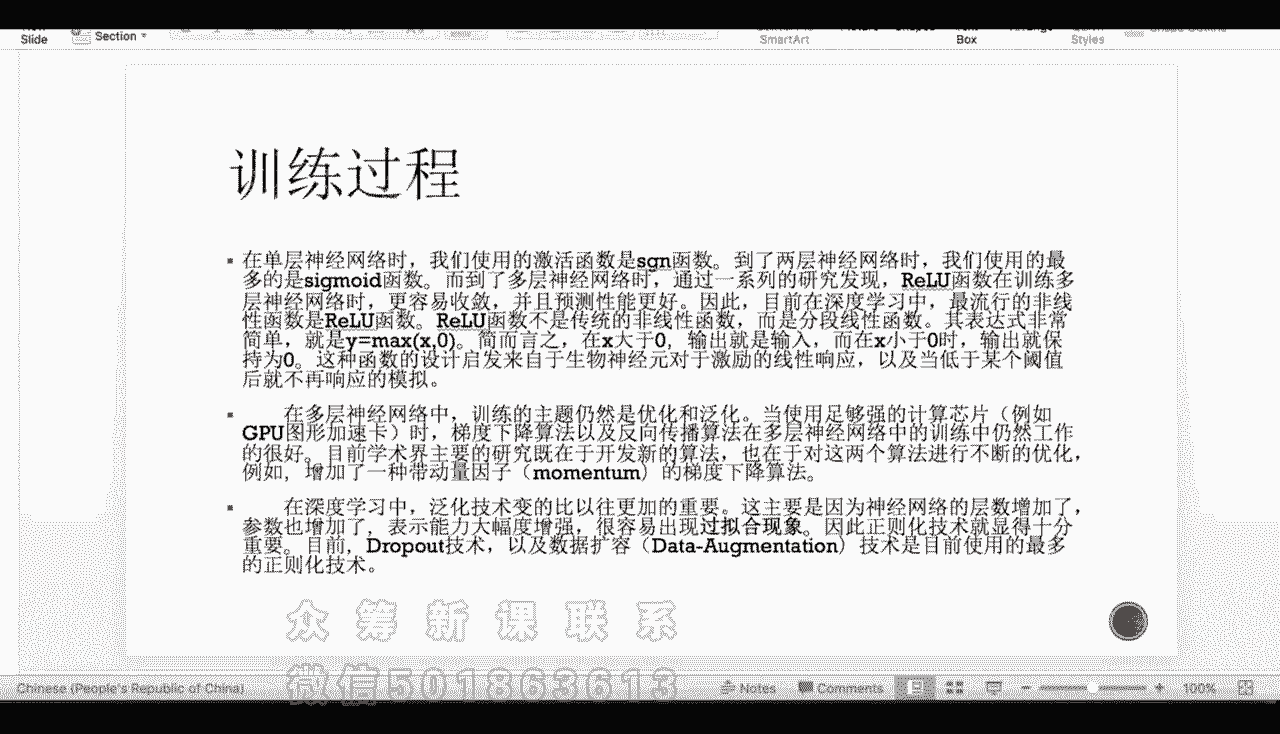 Slide
Section
SmartArt
Box
Styles
训练过程
在单层神经网络时，我们使用的激活函数是sgn函数。到了两层神经网络时，我们使用的最
多的是sigmoid函数。而到了多层神经网络时，通过一系列的研究发现，ReLU函数在训练多
层神经网络时，更容易收敛，并且预测性能更好。因此，目前在深度学习中，最流行的非线
性函数是ReLU函数。ReLU函数不是传统的非线性函数，而是分段线性函数。其表达式非常
简单，就是y=max(x,0)。简而言之，在x大于0，输出就是输入，而在x小于0时，输出就保
持为0。这种函数的设计启发来自于生物神经元对于激励的线性响应，以及当低于某个阈值
后就不再响应的模拟。
在多层神经网络中，训练的主题仍然是优化和泛化。当使用足够强的计算芯片（例如
GPU图形加速卡）时，梯度下降算法以及反向传播算法在多层神经网络中的训练中仍然工作
的很好。目前学术界主要的研究既在于开发新的算法，也在于对这两个算法进行不断的优化，
例如，增加了一种带动量因子（momentum）的梯度下降算法。
在深度学习中，泛化技术变的比以往更加的重要。这主要是因为神经网络的层数增加了，
参数也增加了，表示能力大幅度增强，很容易出现过拟合现象。因此正则化技术就显得十分
重要。目前，Dropout技术，以及数据扩容（Data-Augmentation）技术是目前使用的最多
的正则化技术。
众筹新课联系
微信501863613
Chinese (People's Republic of China)
Notes
Comments
100%